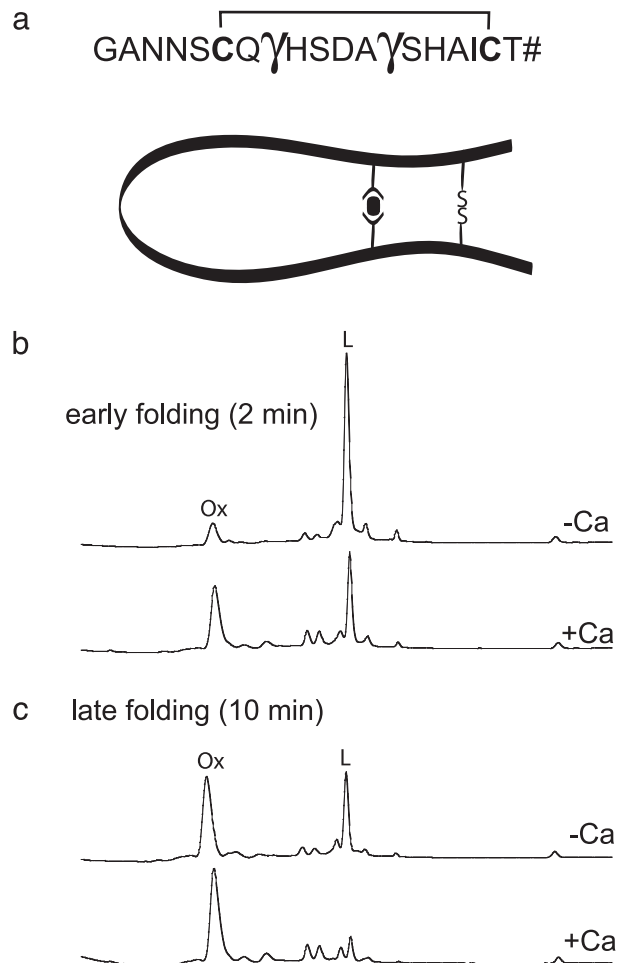 a
GANNSCQγHSDAγSHAICT#
S
S
b
L
early folding (2 min)
Ox
-Ca
+Ca
c late folding (10 min)
Ox
L
-Ca
+Ca